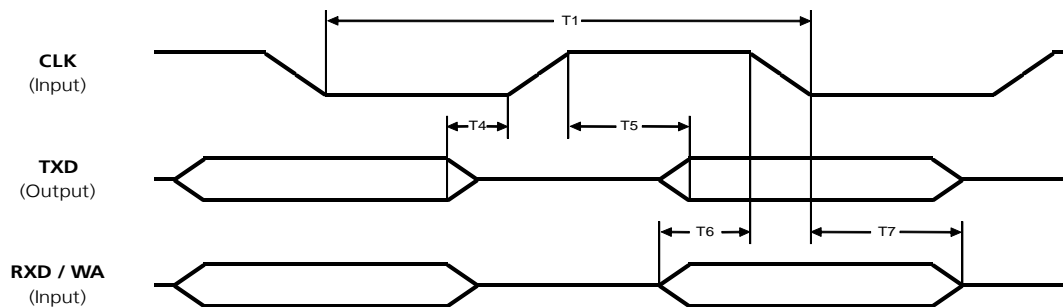 T1
CLK
(Input)
T4
T5
TXD
(Output)
T6
T7
RXD / WA
(Input)